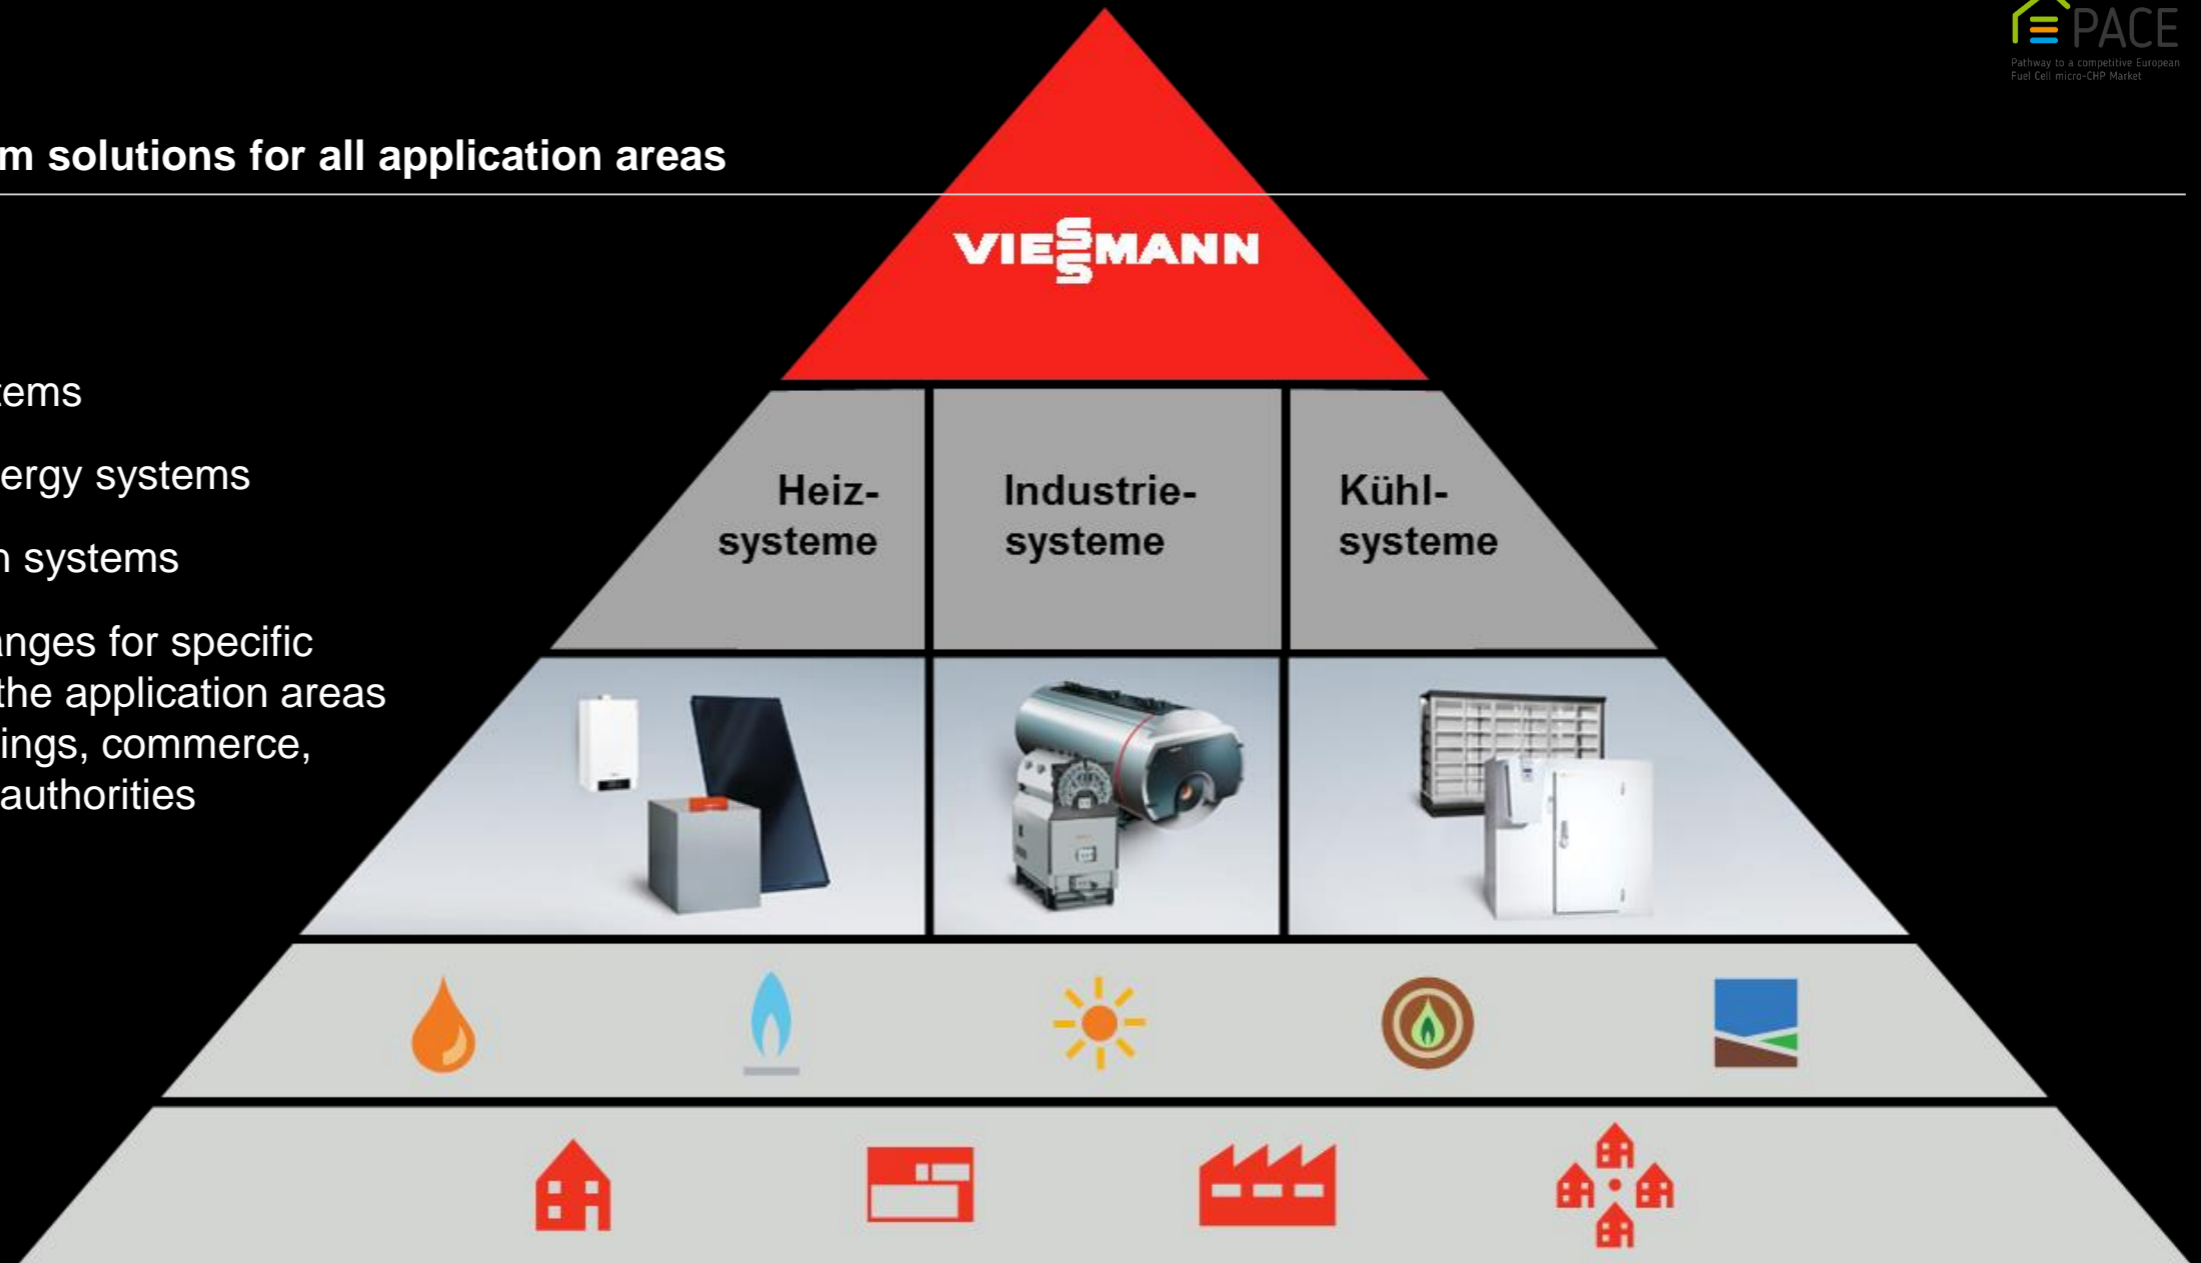 PACE
Pathway to a competitive European
Fuel Cell micro-CHP Market
m solutions for all application areas
VIESSMANN
tems
ergy systems
n systems
anges for specific
the application areas
ings, commerce,
authorities
Heiz-
systeme
Industrie-
systeme
Kühl-
systeme